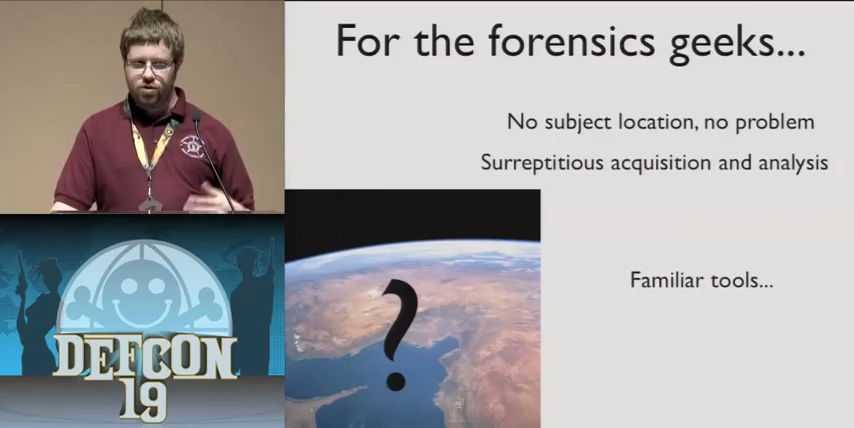 For the forensics geeks...
No subject location, no problem
Surreptitious acquisition and analysis
?
Familiar tools...
DEFCON
19